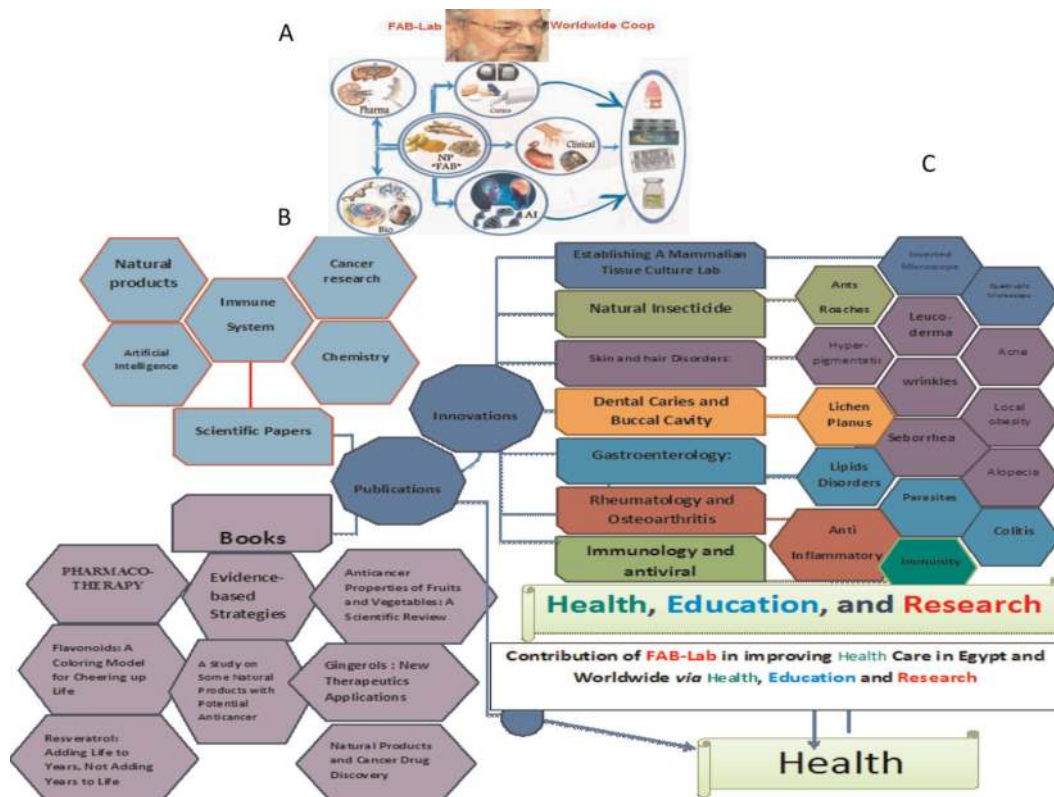 A
FAB-Lab
Worldwide Coop
Pharma
NP
"FAB"
Clinical
Bio
AI
B
C
Natural
products
Cancer
research
Immune
System
Artificial
Intelligence
Chemistry
Scientific Papers
Innovations
Publications
Books
PHARMACO-
THERAPY
Evidence-
based
Strategies
Anticancer
Properties of Fruits
and Vegetables: A
Scientific Review
Flavonoids: A
Coloring Model
for Cheering up
Life
A Study on
Some Natural
Products with
Potential
Anticancer
Gingerols : New
Therapeutics
Applications
Resveratrol:
Adding Life to
Years, Not Adding
Years to Life
Natural Products
and Cancer Drug
Discovery
Establishing A Mammalian
Tissue Culture Lab
Inverted
Microscope
Natural Insecticide
Ants
Roaches
Skin and hair Disorders:
Hyper-
pigmentatic
Leuco-
derma
Acne
wrinkles
Dental Caries and
Buccal Cavity
Lichen
Planus
Local
obesity
Seborrhea
Gastroenterology:
Lipids
Disorders
Alopecia
Parasites
Colitis
Rheumatology and
Osteoarthritis
Anti
Inflammatory
Immunology and
antiviral
Immunity
Health, Education, and Research
Contribution of FAB-Lab in improving Health Care in Egypt and
Worldwide via Health, Education and Research
Health